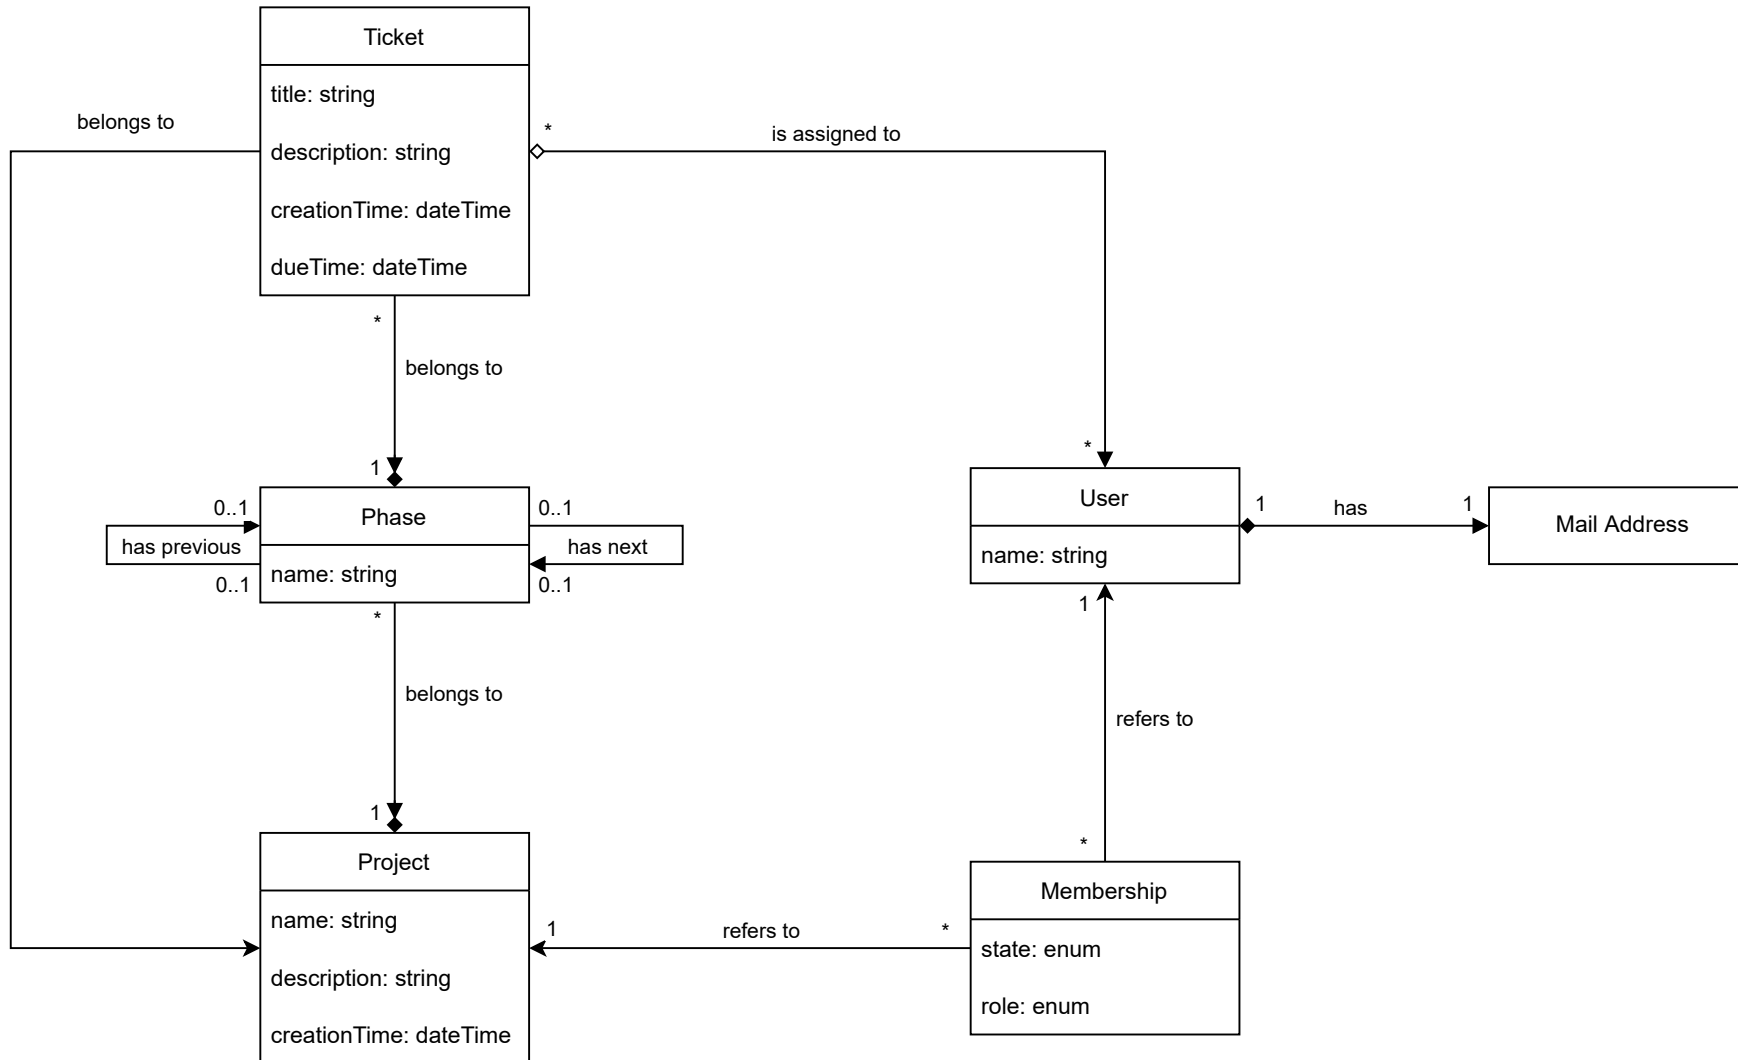 Ticket
title: string
description: string
creationTime: dateTime
dueTime: dateTime
belongs to
*
is assigned to
*
*
belongs to
1
Phase
name: string
0..1
has previous
0..1
0..1
has next
0..1
User
name: string
1
has
1
Mail Address
*
belongs to
1
1
refers to
*
Project
name: string
description: string
creationTime: dateTime
1
refers to
*
Membership
state: enum
role: enum